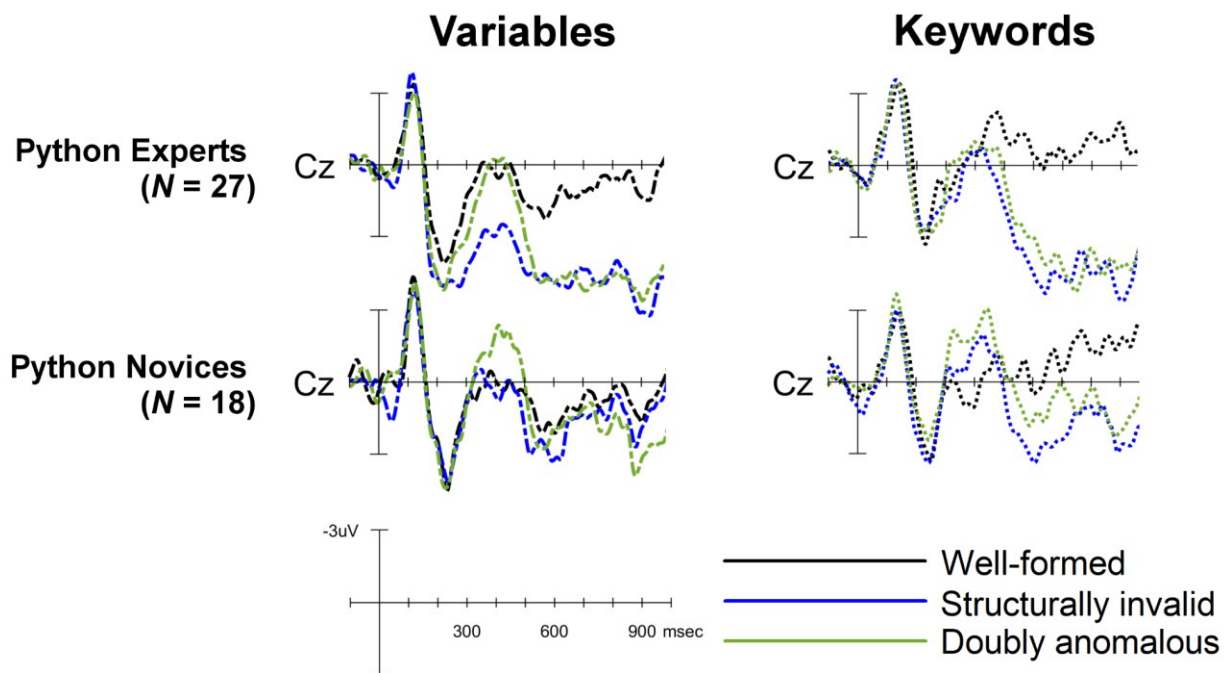 Variables
Keywords
Python Experts
(N = 27)
Cz
Cz
Python Novices
(N = 18)
Cz
Cz
-3uV
300 600 900 msec
Well-formed
Structurally invalid
Doubly anomalous